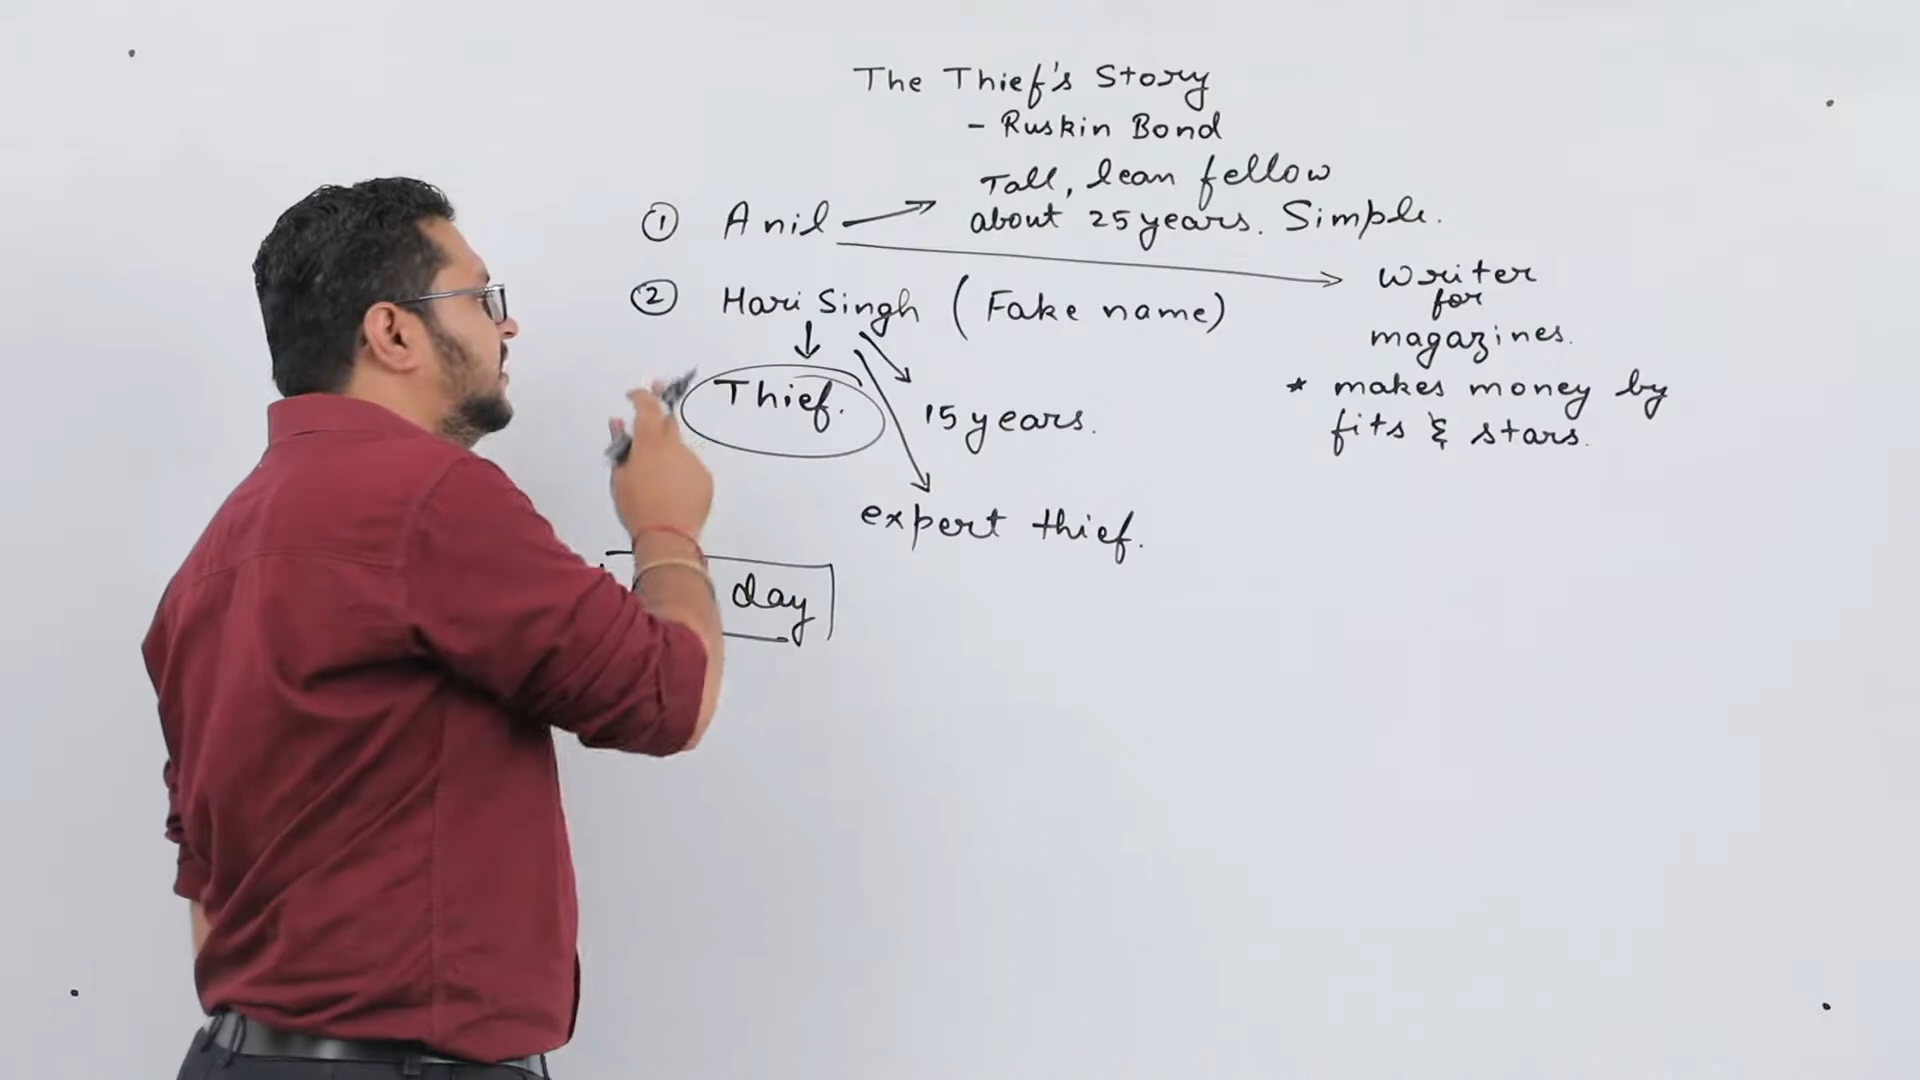 The Thief's Story
- Ruskin Bond
① Anil
Tall, lean fellow
about 25 years. Simple.
writer
for
magazines.
* makes money by
fits & stars.
② Hari Singh (Fake name)
Thief.
15 years.
expert thief.
day